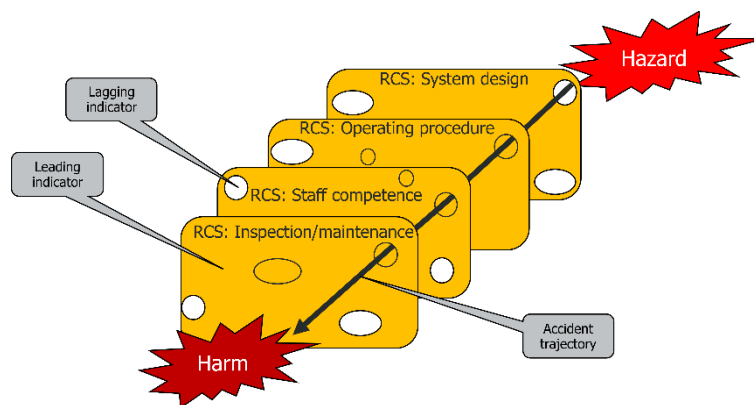 Hazard
RCS: System design
Lagging
indicator
RCS: Operating procedure
Leading
indicator
RCS: Staff competence
RCS: Inspection/maintenance
Accident
trajectory
Harm